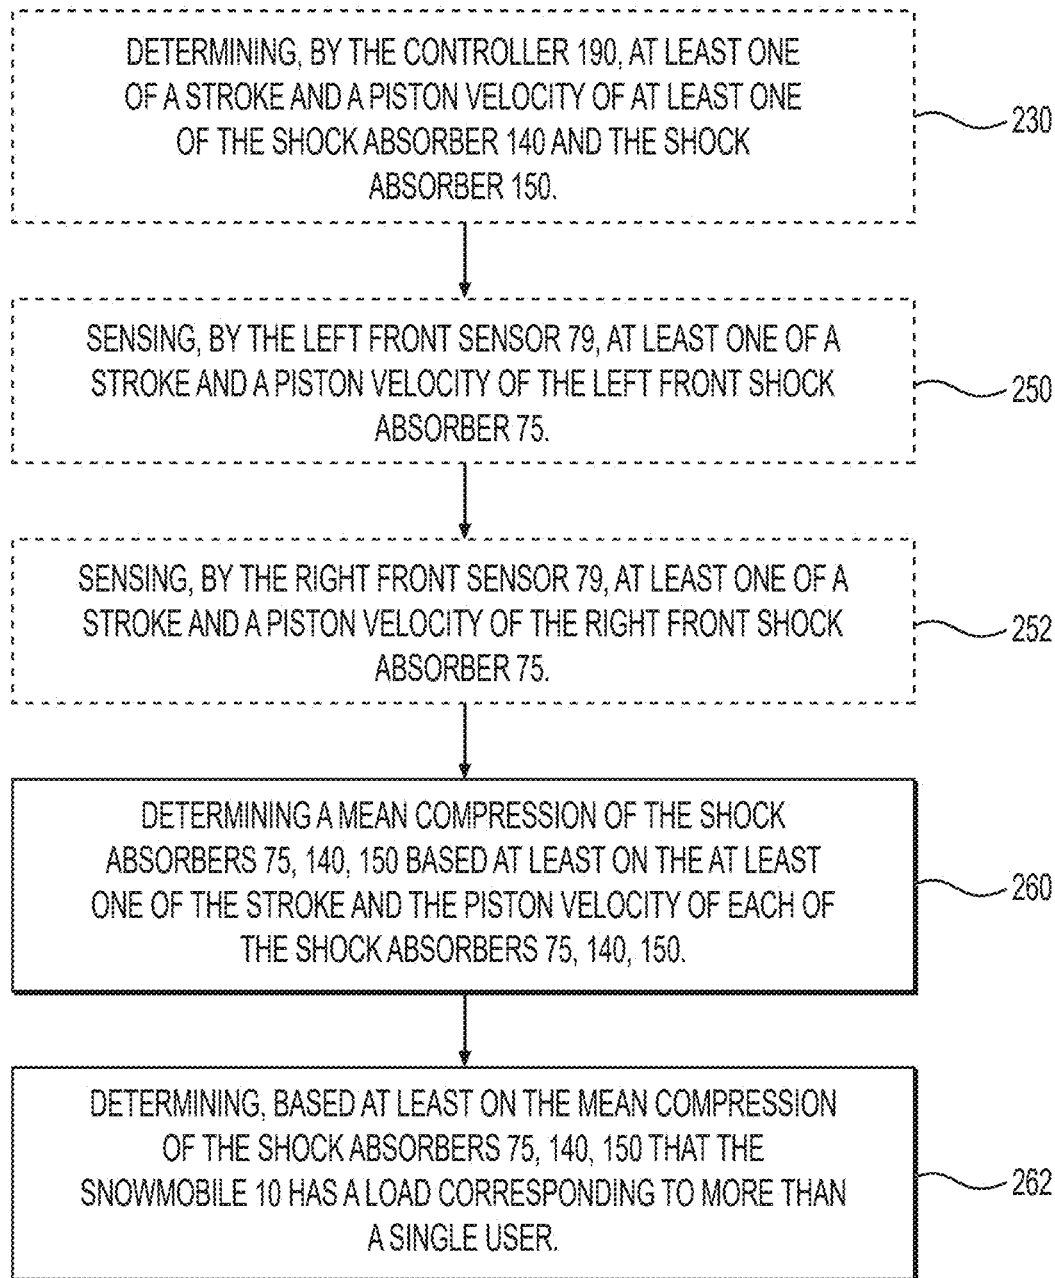 DETERMINING, BY THE CONTROLLER 190, AT LEAST ONE
OF A STROKE AND A PISTON VELOCITY OF AT LEAST ONE
OF THE SHOCK ABSORBER 140 AND THE SHOCK
ABSORBER 150.
230
SENSING, BY THE LEFT FRONT SENSOR 79, AT LEAST ONE OF A
STROKE AND A PISTON VELOCITY OF THE LEFT FRONT SHOCK
ABSORBER 75.
250
SENSING, BY THE RIGHT FRONT SENSOR 79, AT LEAST ONE OF A
STROKE AND A PISTON VELOCITY OF THE RIGHT FRONT SHOCK
ABSORBER 75.
252
DETERMINING A MEAN COMPRESSION OF THE SHOCK
ABSORBERS 75, 140, 150 BASED AT LEAST ON THE AT LEAST
ONE OF THE STROKE AND THE PISTON VELOCITY OF EACH OF
THE SHOCK ABSORBERS 75, 140, 150.
260
DETERMINING, BASED AT LEAST ON THE MEAN COMPRESSION
OF THE SHOCK ABSORBERS 75, 140, 150 THAT THE
SNOWMOBILE 10 HAS A LOAD CORRESPONDING TO MORE THAN
A SINGLE USER.
262